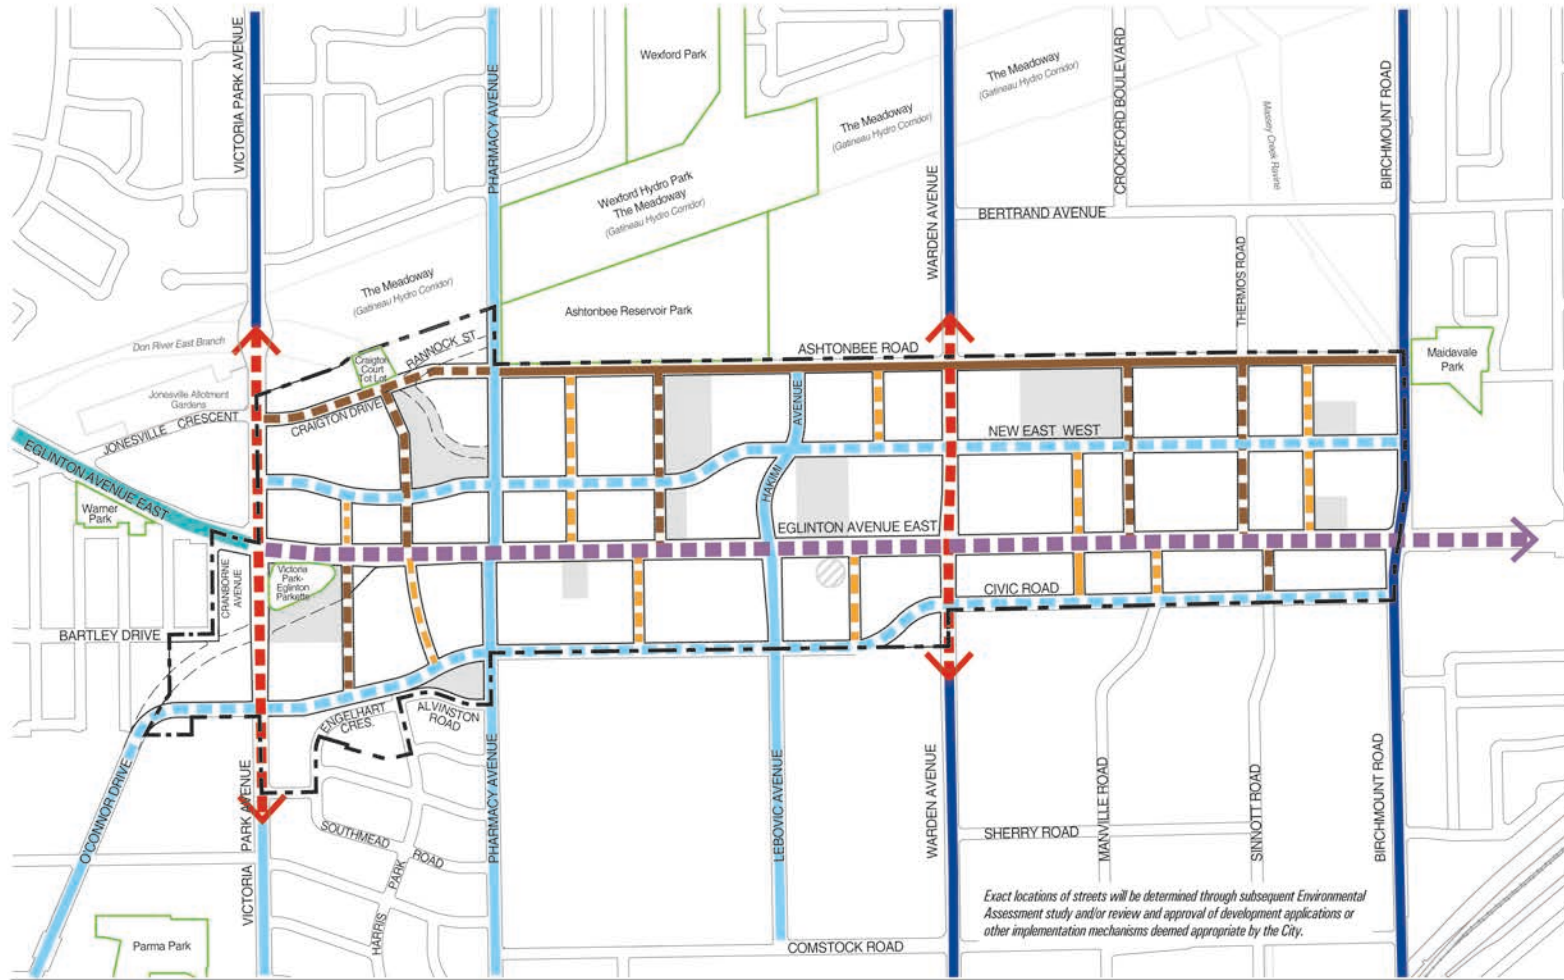 VICTORIA PARK AVENUE
PHARMACY AVENUE
Wexford Park
The Meadoway
(Gatineau Hydro Corridor)
CROCKFORD BOULEVARD
BIRCHMOUNT ROAD
The Meadoway
(Gatineau Hydro Corridor)
Massey Creek Ravine
Wexford Hydro Park
The Meadoway
(Gatineau Hydro Corridor)
WARDEN AVENUE
BERTRAND AVENUE
THERMOS ROAD
The Meadoway
(Gatineau Hydro Corridor)
Ashtonbee Reservoir Park
Don River East Branch
RANNOCK ST
ASHTONBEE ROAD
Craigton
Court
Tot Lot
Maidavale
Park
Jonesville Allotment
Gardens
JONESVILLE CRESCENT
CRAIGTON DRIVE
HAKIMI AVENUE
NEW EAST WEST
EGLINTON AVENUE EAST
Warner
Park
EGLINTON AVENUE EAST
CRANBORNE
AVENUE
Victoria
Park-
Eglinton
Parkette
CIVIC ROAD
BARTLEY DRIVE
ENGELHART
CRES.
ALVINSTON
ROAD
O'CONNOR DRIVE
VICTORIA PARK AVENUE
PHARMACY AVENUE
LEBOVIC AVENUE
WARDEN AVENUE
MANVILLE ROAD
SINNOTT ROAD
BIRCHMOUNT ROAD
SOUTHMEAD ROAD
SHERRY ROAD
HARRIS PARK
Exact locations of streets will be determined through subsequent Environmental
Assessment study and/or review and approval of development applications or
other implementation mechanisms deemed appropriate by the City.
Parma Park
COMSTOCK ROAD